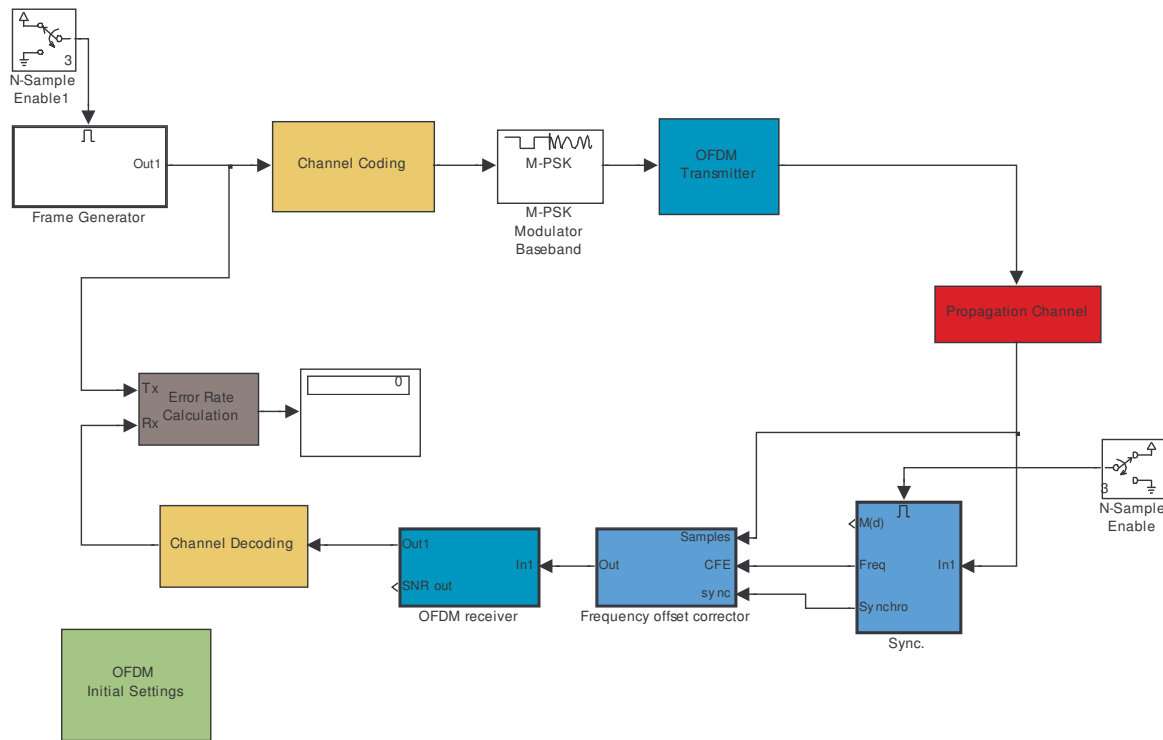 3
N-Sample
Enable1
Out1
Frame Generator
Channel Coding
M-PSK
M-PSK
Modulator
Baseband
OFDM
Transmitter
Propagation Channel
Tx
Rx
Error Rate
Calculation
0
3
N-Sample
Enable
Channel Decoding
Out1
SNR out
In1
OFDM receiver
Samples
CFE
sync
Out
Frequency offset corrector
M(d)
Freq
Synchro
In1
Sync.
OFDM
Initial Settings